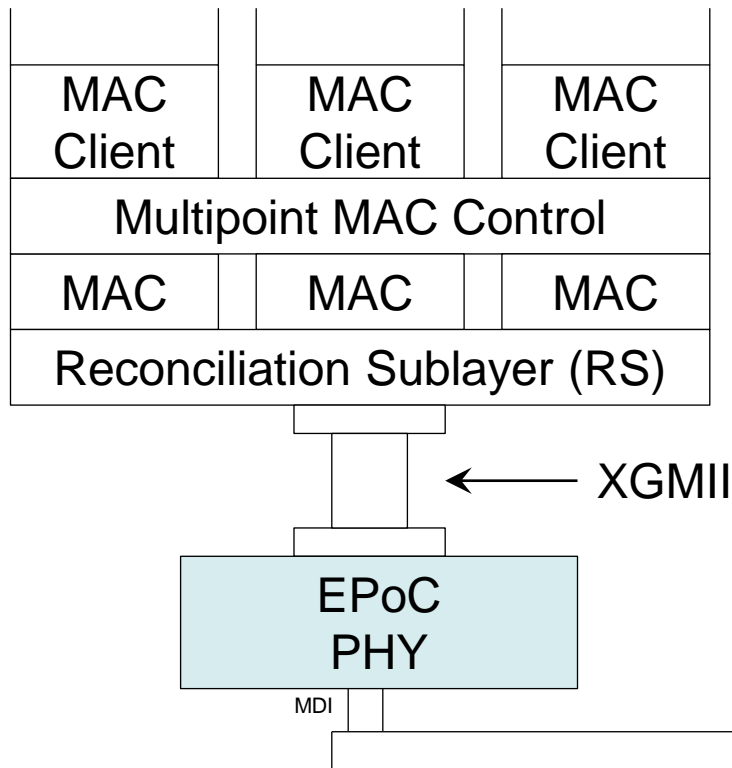 MAC MAC MAC
Client Client Client
Multipoint MAC Control
MAC MAC MAC
Reconciliation Sublayer (RS)
XGMII
EPoC
PHY
MDI